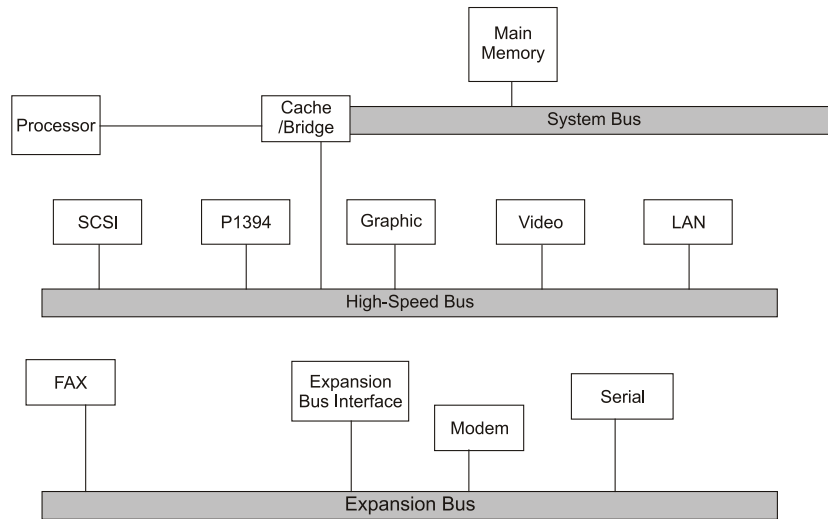 Main
Memory
Processor
Cache
/Bridge
System Bus
SCSI
P1394
Graphic
Video
LAN
High-Speed Bus
FAX
Expansion
Bus Interface
Modem
Serial
Expansion Bus